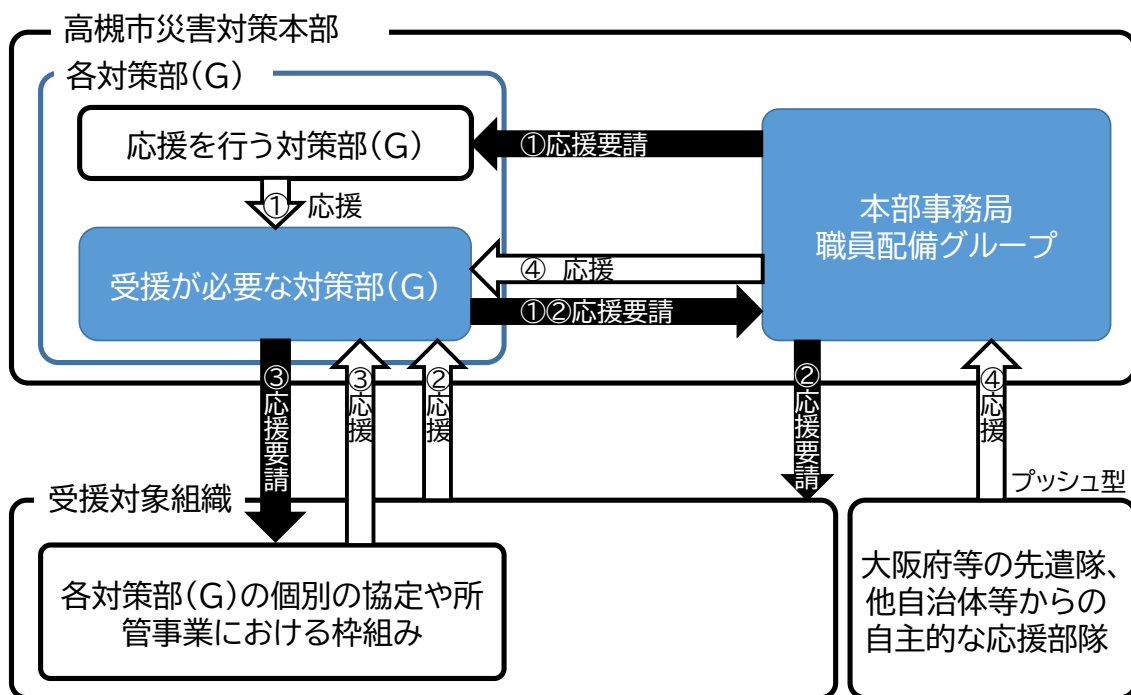 高槻市災害対策本部
各対策部(G)
応援を行う対策部(G)
①応援要請
① 応援
本部事務局
職員配備グループ
受援が必要な対策部(G)
④ 応援
①②応援要請
③応援要請
③応援
②応援
②応援要請
④応援
プッシュ型
受援対象組織
各対策部(G)の個別の協定や所
管事業における枠組み
大阪府等の先遣隊、
他自治体等からの
自主的な応援部隊